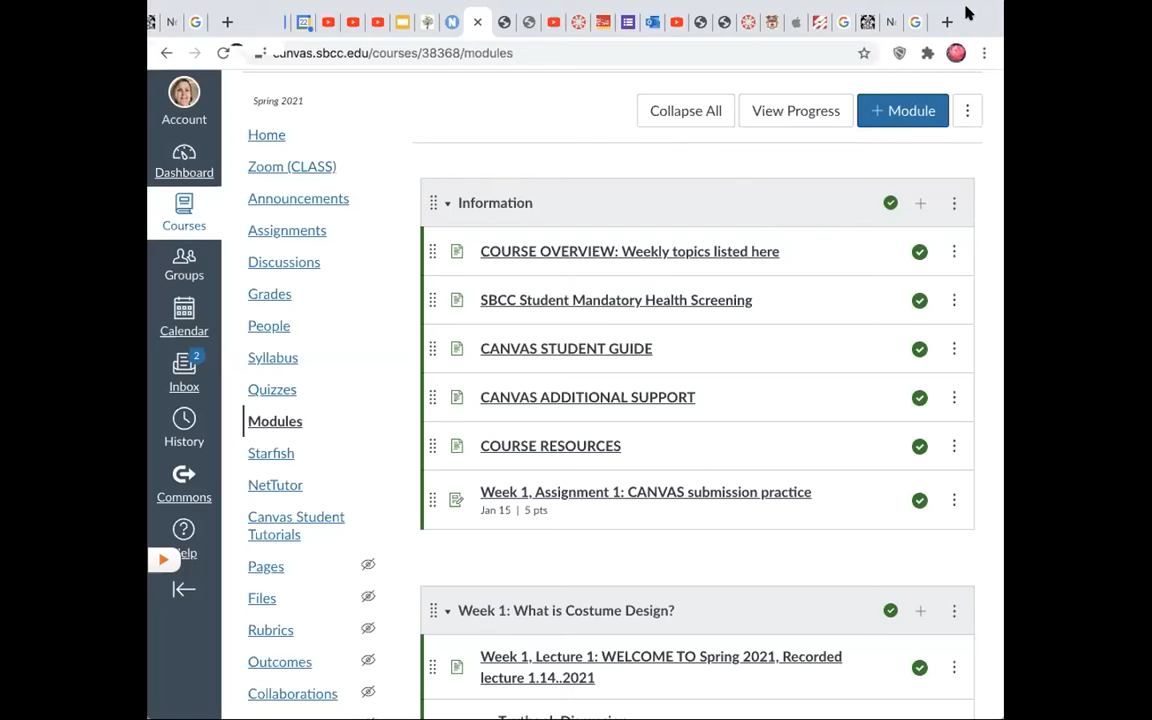 canvas.sbcc.edu/courses/38368/modules
Account
Dashboard
Courses
Groups
Calendar
2
Inbox
History
Commons
Spring 2021
Home
Zoom (CLASS)
Announcements
Assignments
Discussions
Grades
People
Syllabus
Quizzes
Modules
Starfish
NetTutor
Canvas Student
Tutorials
Pages
Files
Rubrics
Outcomes
Collaborations
Collapse All
View Progress
+ Module
Information
COURSE OVERVIEW: Weekly topics listed here
SBCC Student Mandatory Health Screening
CANVAS STUDENT GUIDE
CANVAS ADDITIONAL SUPPORT
COURSE RESOURCES
Week 1, Assignment 1: CANVAS submission practice
Jan 15 | 5 pts
Week 1: What is Costume Design?
Week 1, Lecture 1: WELCOME TO Spring 2021, Recorded
lecture 1.14..2021